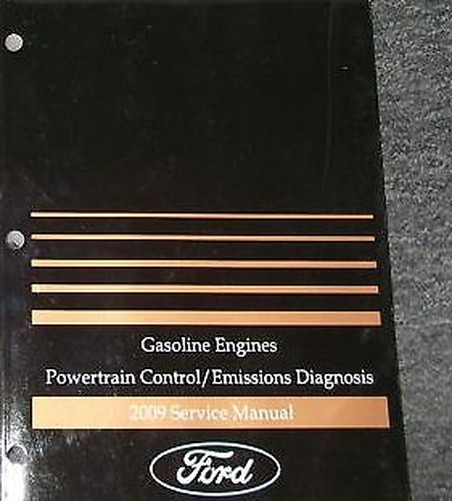 Gasoline Engines
Powertrain Control/Emissions Diagnosis
2009 Service Manual
Ford